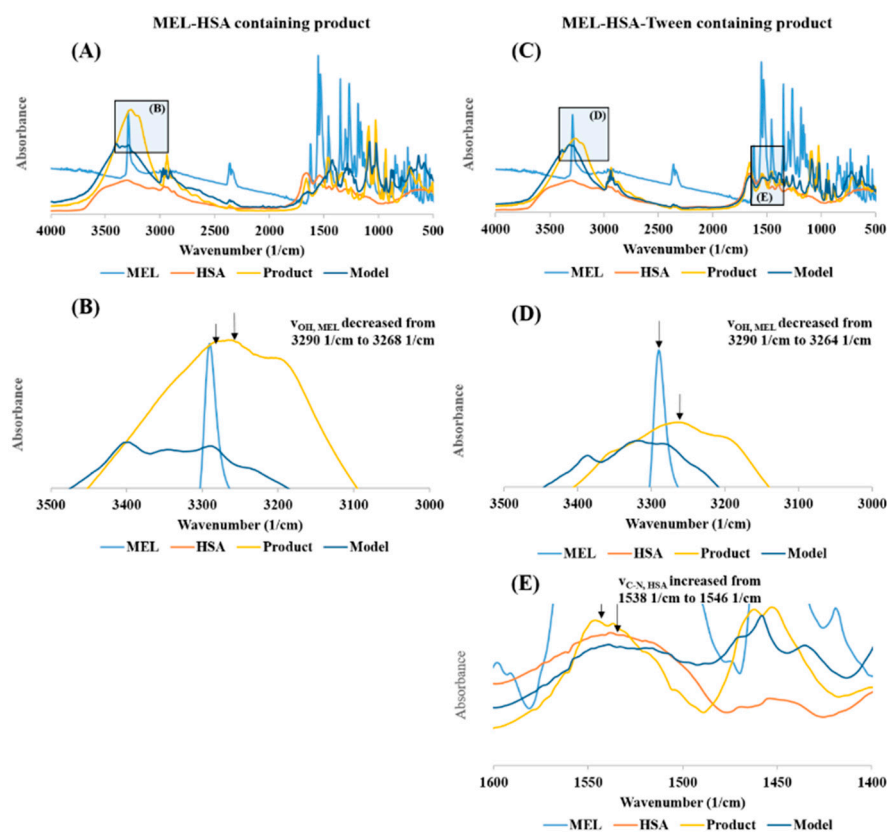 MEL-HSA containing product
(A)
(B)
Absorbance
4000 3500 3000 2500 2000 1500 1000 500
Wavenumber (1/cm)
MEL HSA Product Model
MEL-HSA-Tween containing product
(C)
(D)
(E)
Absorbance
4000 3500 3000 2500 2000 1500 1000 500
Wavenumber (1/cm)
MEL HSA Product Model
(B)
νOH, MEL decreased from
3290 1/cm to 3268 1/cm
Absorbance
3500 3400 3300 3200 3100 3000
Wavenumber (1/cm)
MEL HSA Product Model
(D)
νOH, MEL decreased from
3290 1/cm to 3264 1/cm
Absorbance
3500 3400 3300 3200 3100 3000
Wavenumber (1/cm)
MEL HSA Product Model
(E)
νC-N, HSA increased from
1538 1/cm to 1546 1/cm
Absorbance
1600 1550 1500 1450 1400
Wavenumber (1/cm)
MEL HSA Product Model